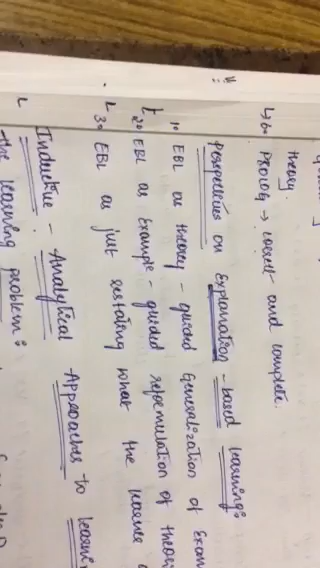 theory.
↳ 6. PROLOG → correct and complete.
Perspectives on Explanation - based learning:
1) EBL as theory - guided Generalization of Exam
2) EBL as Example - guided reformulation of theor
3) EBL as just restating what the learner
Inductive - Analytical Approaches to Learni
The learning problem: